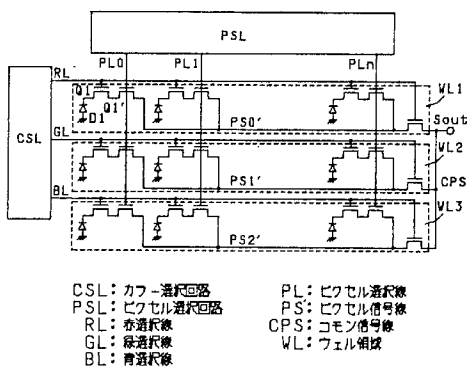 PSL
PL0
PL1
PLn
CSL
RL
WL1
Q1
Q1'
D1
PS0'
Sout
GL
WL2
PS1'
CPS
BL
WL3
PS2'
CSL: カラー選択回路
PSL: ピクセル選択回路
RL: 赤選択線
GL: 緑選択線
BL: 青選択線
PL: ピクセル選択線
PS: ピクセル信号線
CPS: コモン信号線
WL: ウェル領域